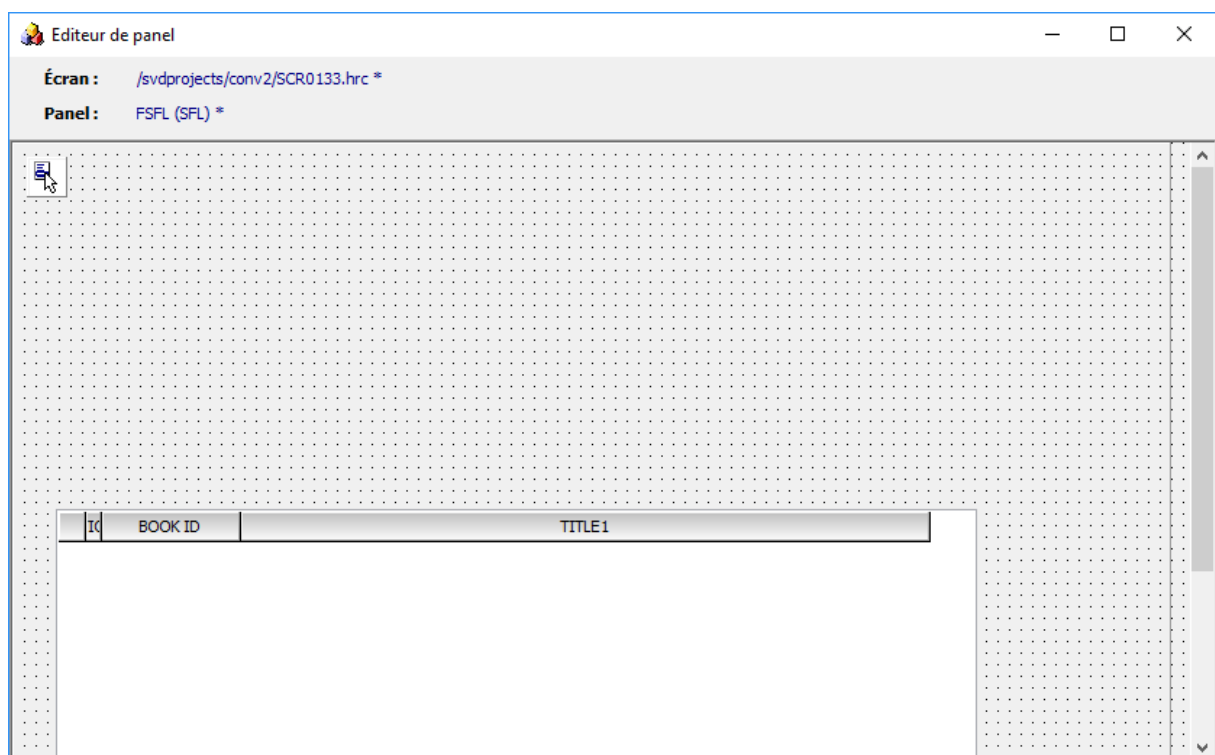 Editeur de panel
Écran : /svdprojects/conv2/SCR0133.hrc *
Panel : FSFL (SFL) *
BOOK ID TITLE1